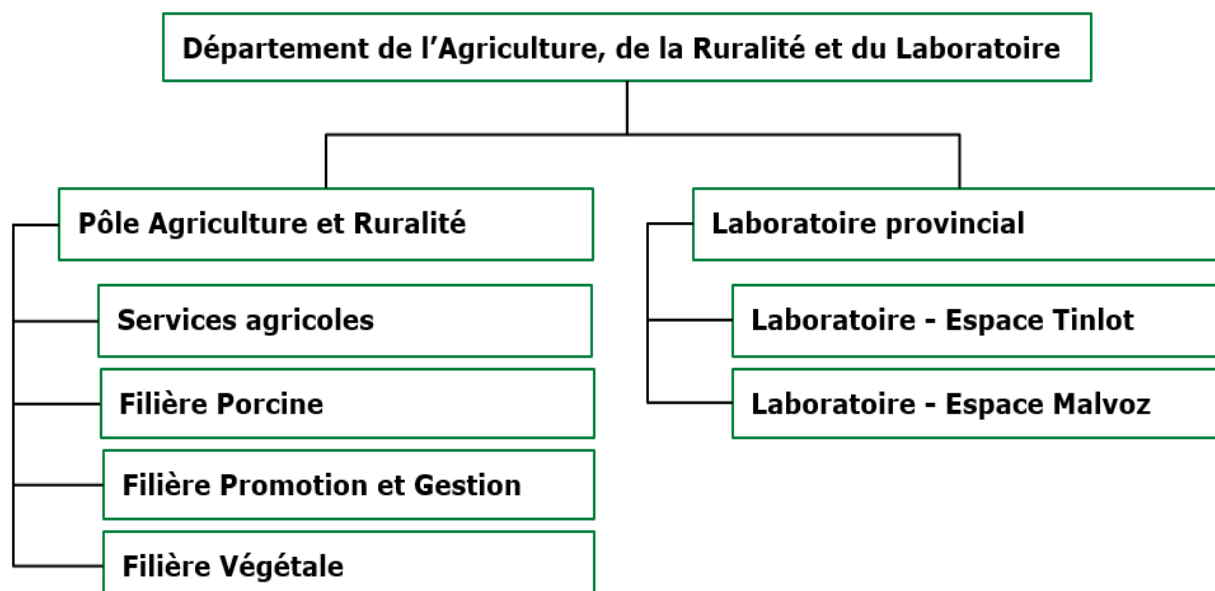 Département de l’Agriculture, de la Ruralité et du Laboratoire
Pôle Agriculture et Ruralité
Services agricoles
Filière Porcine
Filière Promotion et Gestion
Filière Végétale
Laboratoire provincial
Laboratoire - Espace Tinlot
Laboratoire - Espace Malvoz